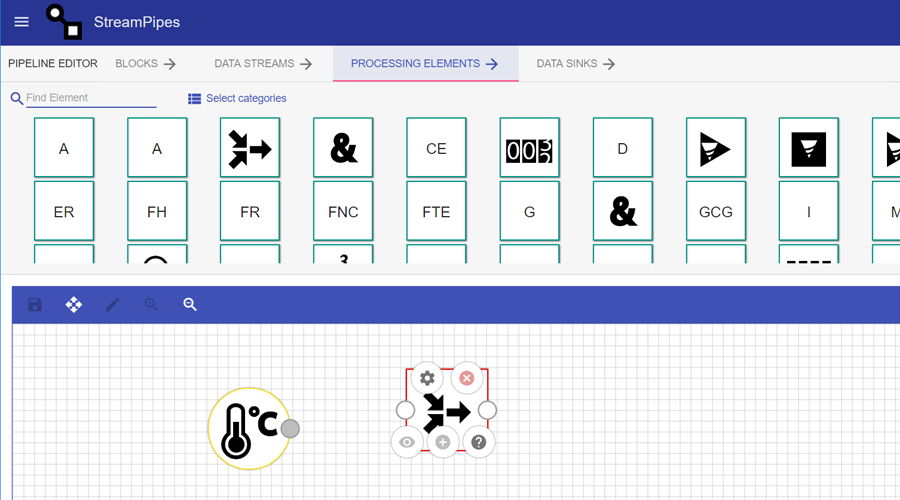 StreamPipes
PIPELINE EDITOR BLOCKS DATA STREAMS PROCESSING ELEMENTS DATA SINKS
Find Element Select categories
A A & CE 003 D
ER FH FR FNC FTE G & GCG I M
3
°C
?